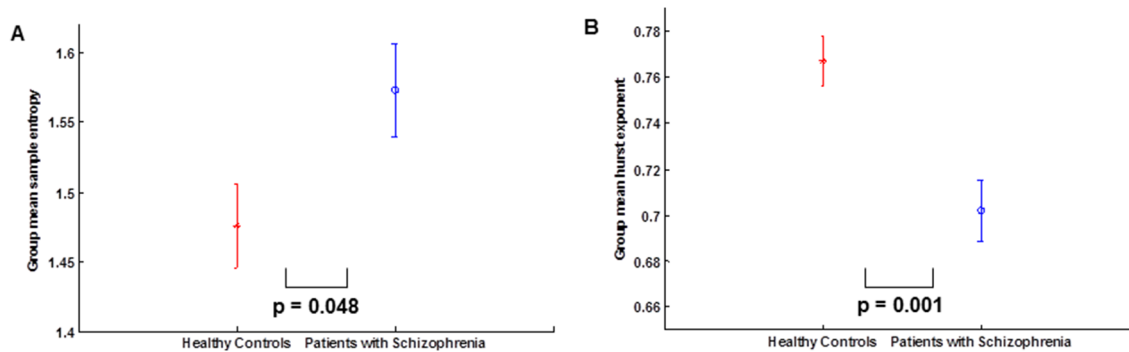 A
Group mean sample entropy
1.6
1.55
1.5
1.45
1.4
p = 0.048
Healthy Controls Patients with Schizophrenia
B
Group mean hurst exponent
0.78
0.76
0.74
0.72
0.7
0.68
0.66
p = 0.001
Healthy Controls Patients with Schizophrenia